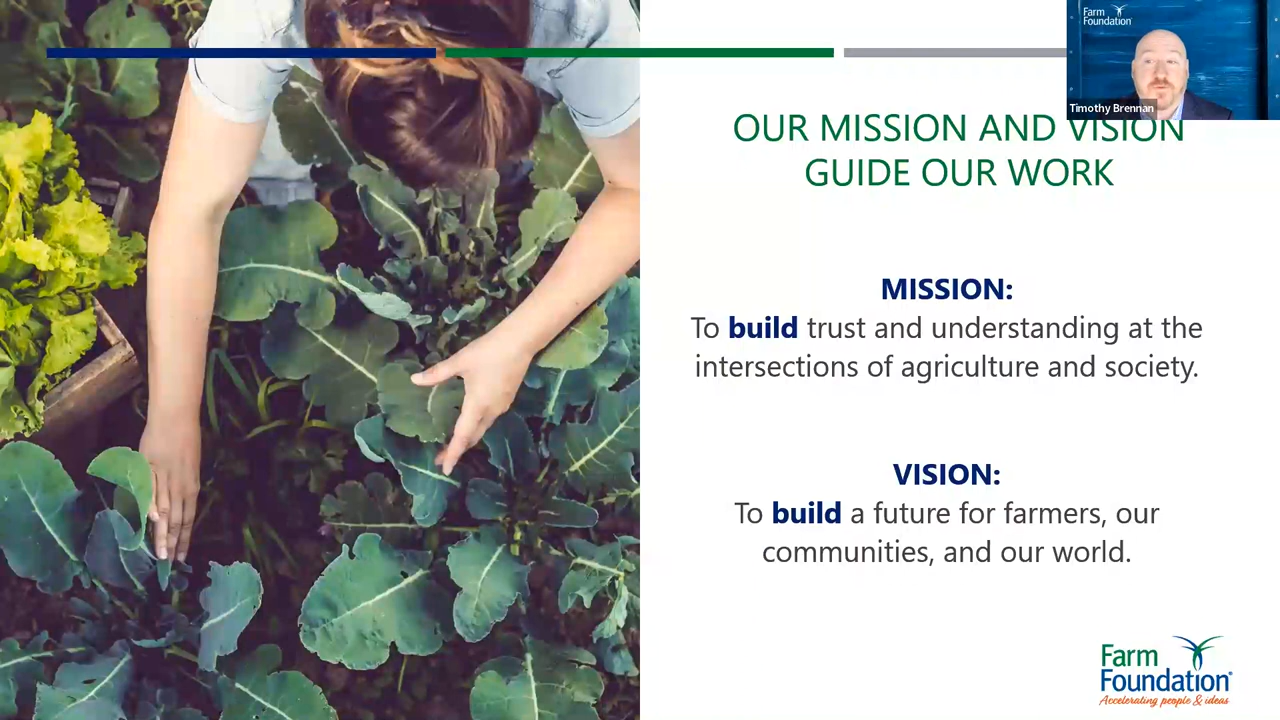 Farm
Foundation
Timothy Brennan
OUR MISSION AND VISION
GUIDE OUR WORK
MISSION:
To build trust and understanding at the
intersections of agriculture and society.
VISION:
To build a future for farmers, our
communities, and our world.
Farm
Foundation®
Accelerating people & ideas